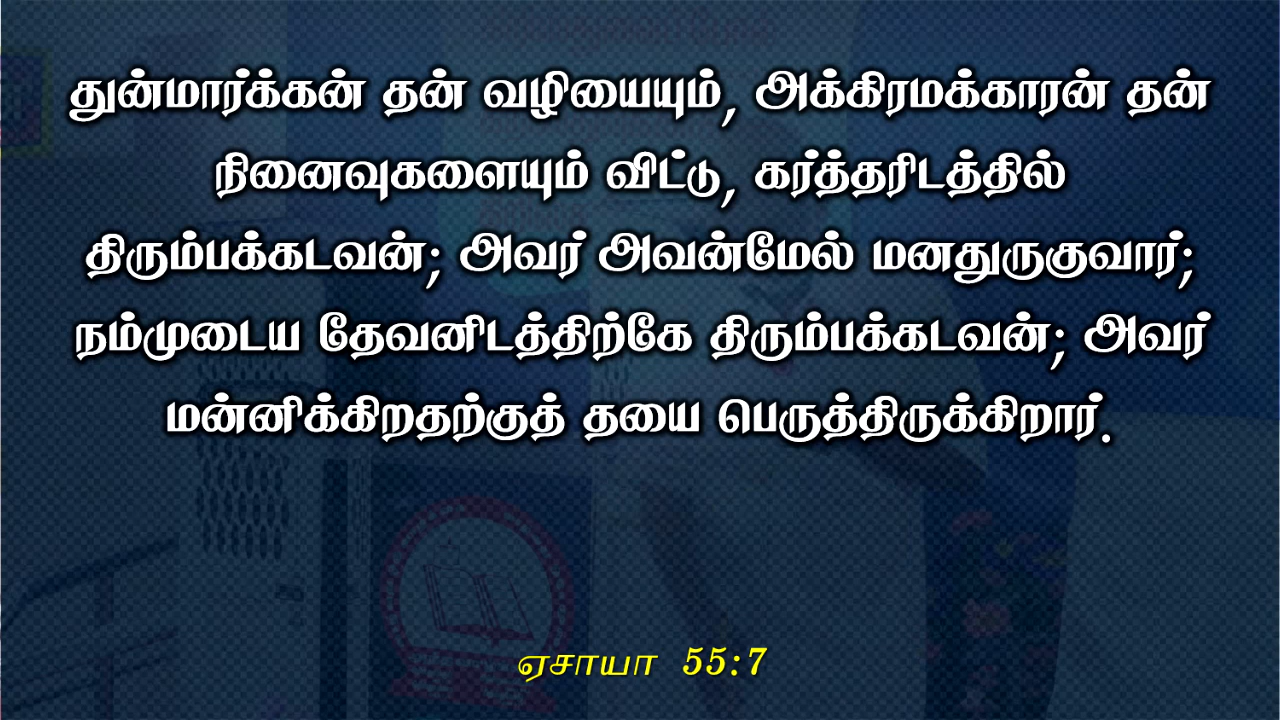 துன்மார்க்கன் தன் வழியையும், அக்கிரமக்காரன் தன்
நினைவுகளையும் விட்டு, கர்த்தரிடத்தில்
திரும்பக்கடவன்; அவர் அவன்மேல் மனதுருகுவார்;
நம்முடைய தேவனிடத்திற்கே திரும்பக்கடவன்; அவர்
மன்னிக்கிறதற்குத் தயை பெருத்திருக்கிறார்.
ஏசாயா 55:7